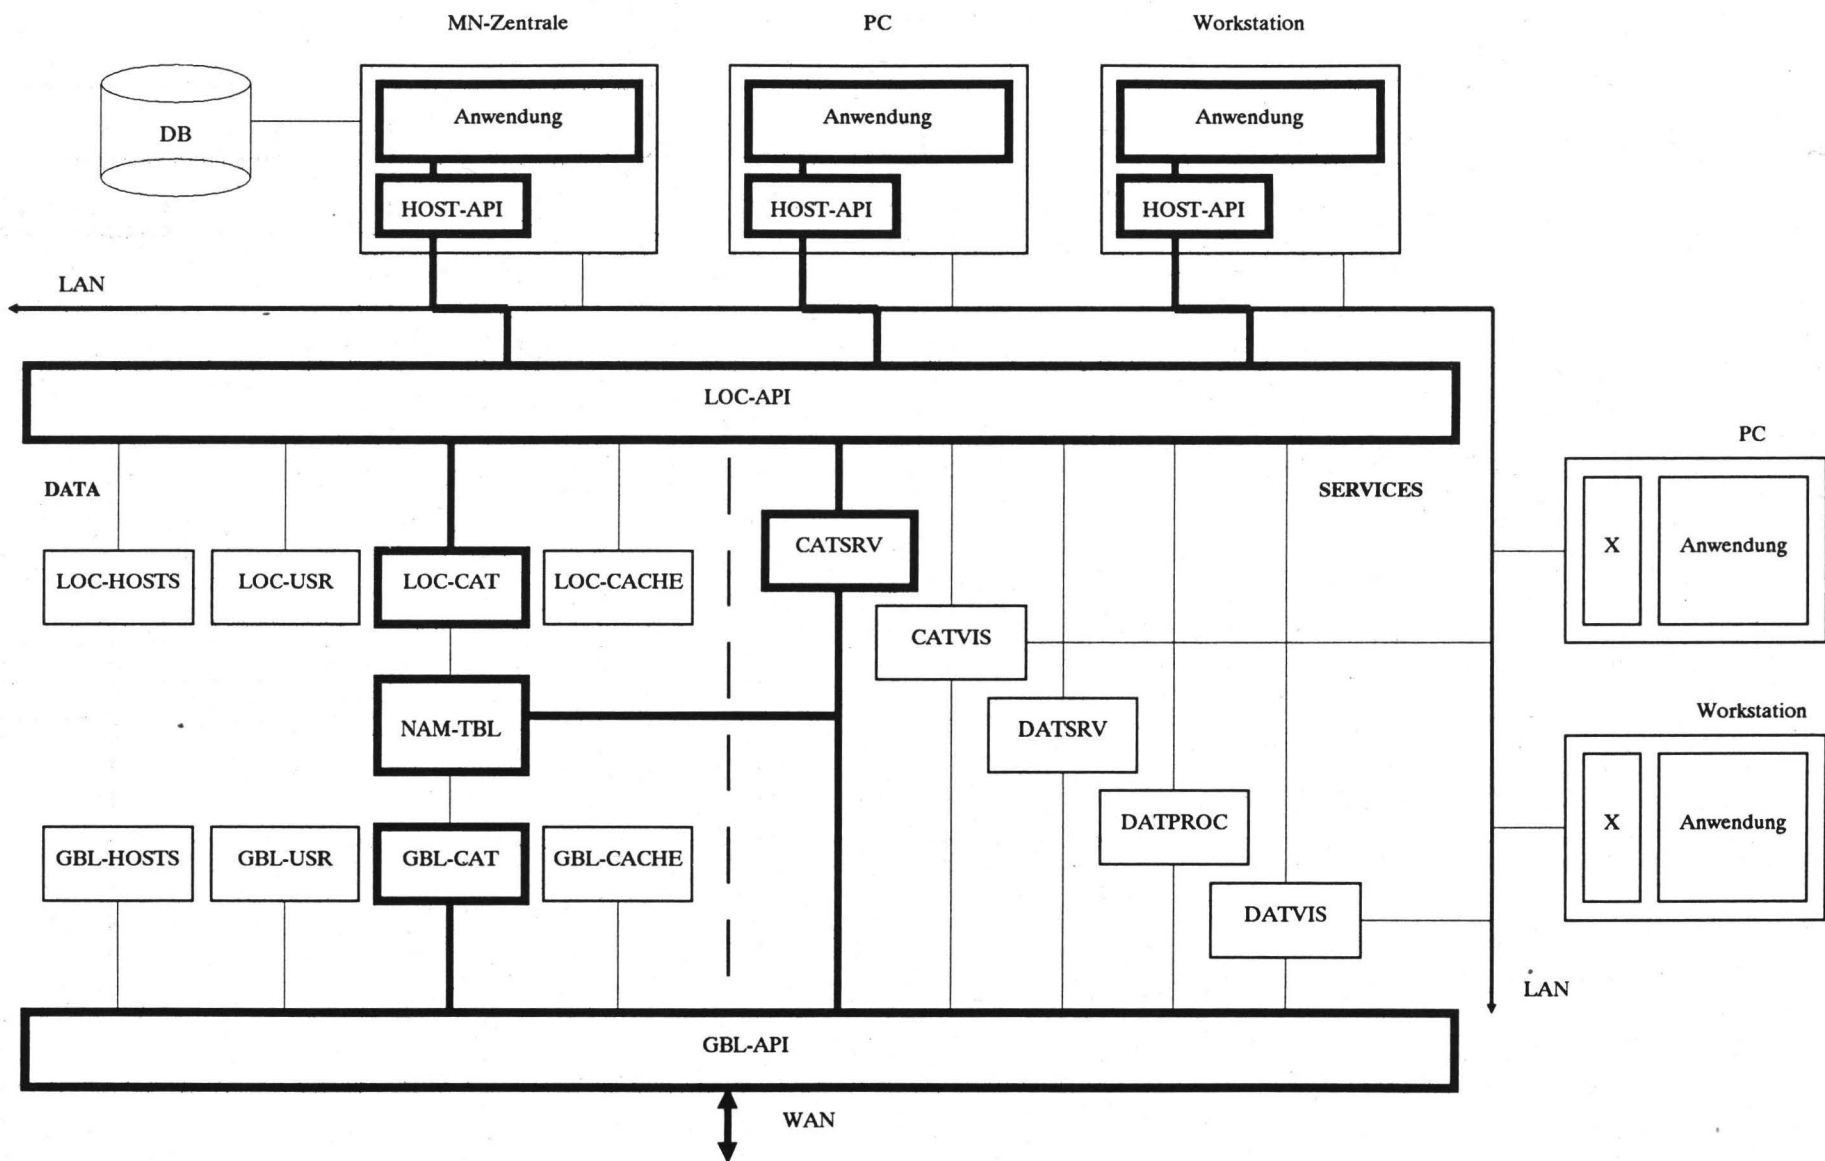 MN-Zentrale PC Workstation
DB
Anwendung Anwendung Anwendung
HOST-API HOST-API HOST-API
LAN
LOC-API
PC
DATA SERVICES
CATSRV
X Anwendung
LOC-HOSTS LOC-USR LOC-CAT LOC-CACHE
CATVIS
Workstation
NAM-TBL DATSRV
DATPROC
X Anwendung
GBL-HOSTS GBL-USR GBL-CAT GBL-CACHE
DATVIS
LAN
GBL-API
WAN